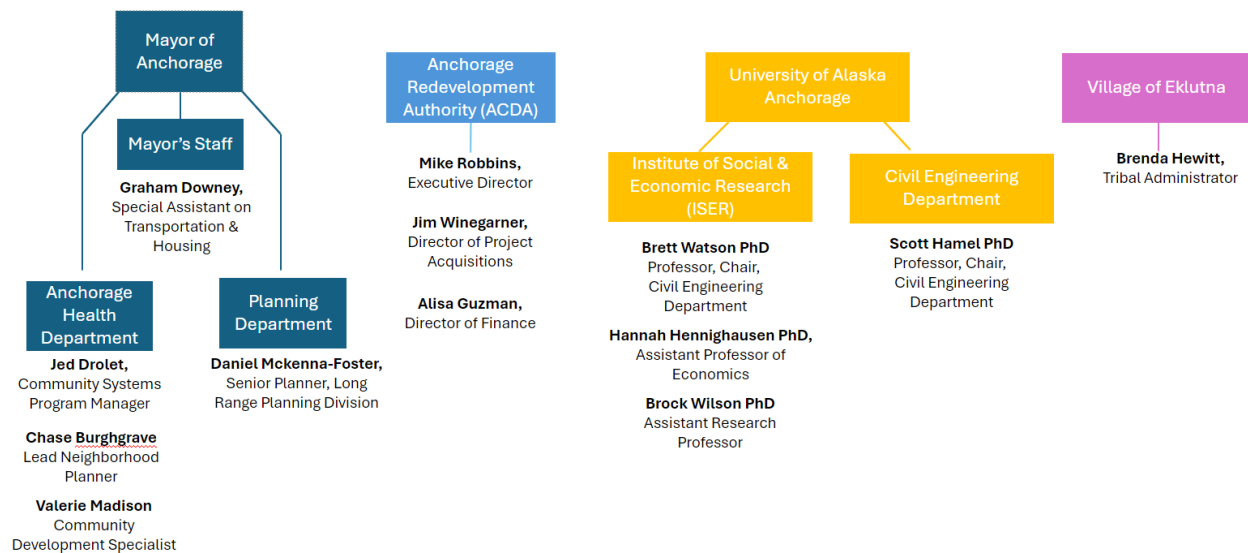 Mayor of
Anchorage
Mayor's Staff
Graham Downey,
Special Assistant on
Transportation &
Housing
Anchorage
Health
Department
Jed Drolet,
Community Systems
Program Manager
Chase Burghgrave
Lead Neighborhood
Planner
Valerie Madison
Community
Development Specialist
Planning
Department
Daniel Mckenna-Foster,
Senior Planner, Long
Range Planning Division
Anchorage
Redevelopment
Authority (ACDA)
Mike Robbins,
Executive Director
Jim Winegarner,
Director of Project
Acquisitions
Alisa Guzman,
Director of Finance
University of Alaska
Anchorage
Institute of Social &
Economic Research
(ISER)
Brett Watson PhD
Professor, Chair,
Civil Engineering
Department
Hannah Hennighausen PhD,
Assistant Professor of
Economics
Brock Wilson PhD
Assistant Research
Professor
Civil Engineering
Department
Scott Hamel PhD
Professor, Chair,
Civil Engineering
Department
Village of Eklutna
Brenda Hewitt,
Tribal Administrator